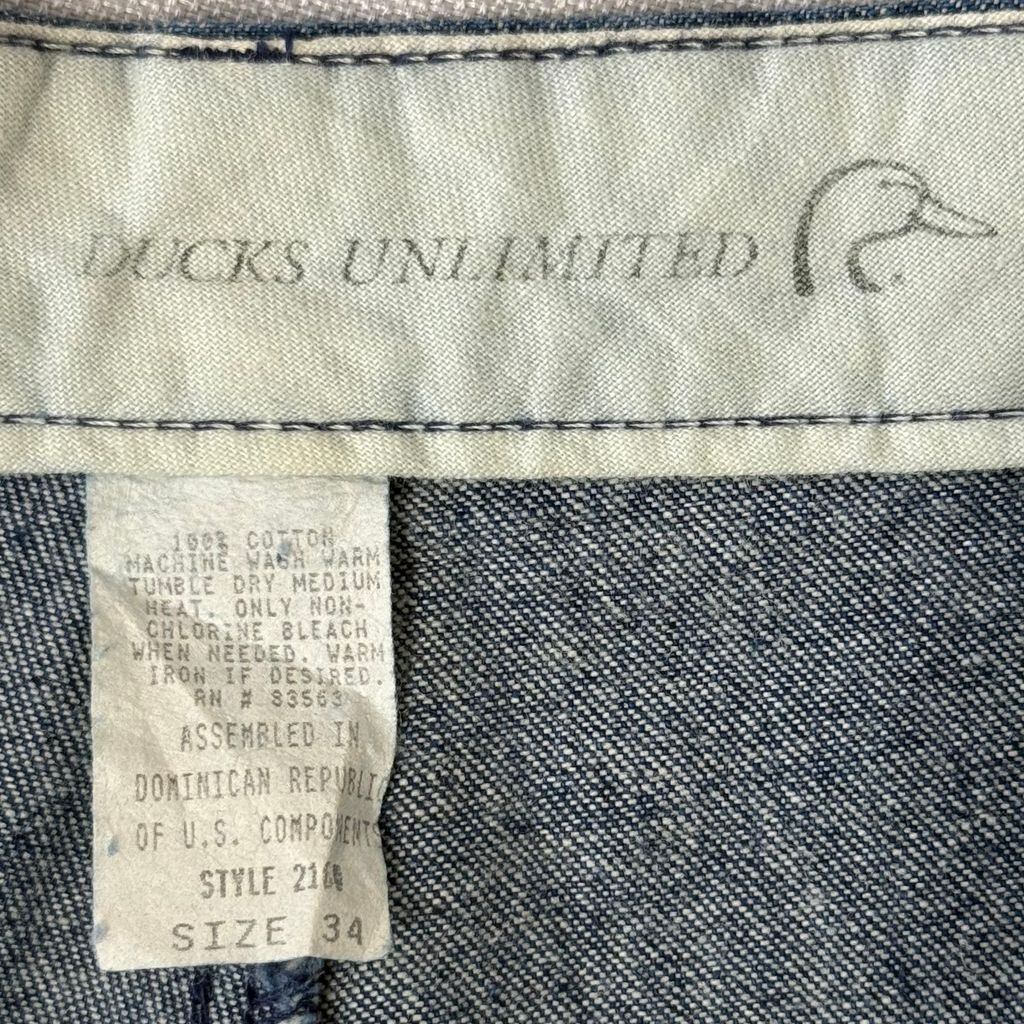 DUCKS UNLIMITED
100% COTTON
MACHINE WASH WARM
TUMBLE DRY MEDIUM
HEAT. ONLY NON-
CHLORINE BLEACH
WHEN NEEDED. WARM
IRON IF DESIRED.
RN #
ASSEMBLED IN
DOMINICAN REPUBLIC
OF U.S. COMPONENTS
STYLE
SIZE 34